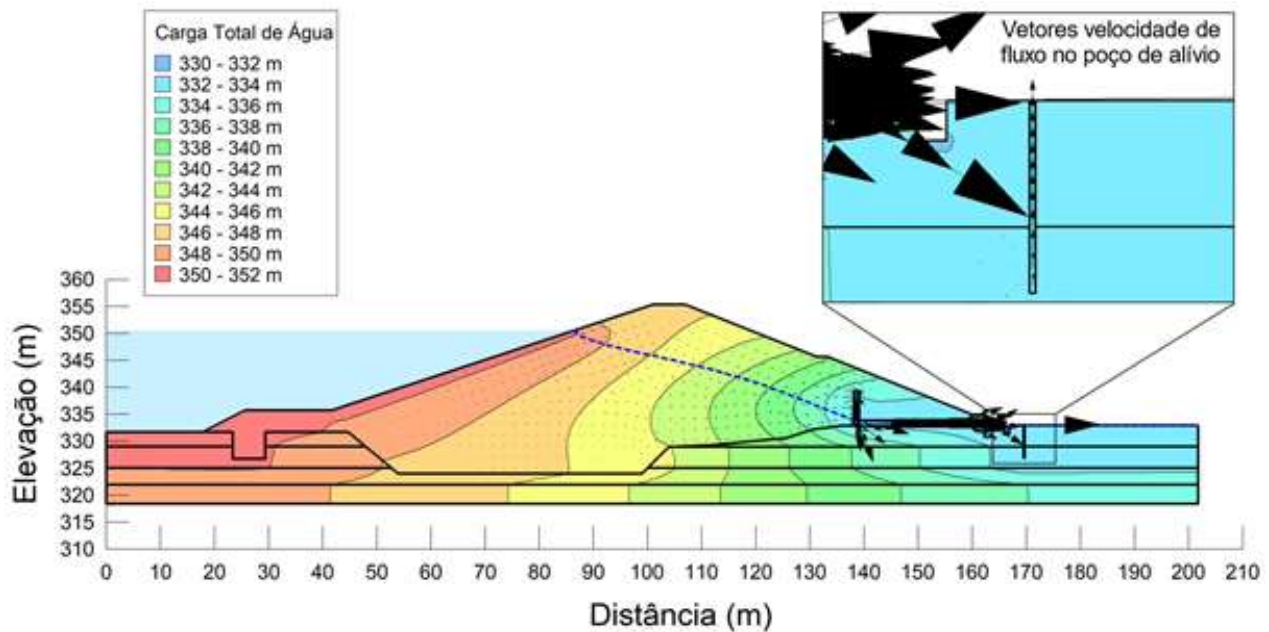 Carga Total de Água
330 - 332 m
332 - 334 m
334 - 336 m
336 - 338 m
338 - 340 m
340 - 342 m
342 - 344 m
344 - 346 m
346 - 348 m
348 - 350 m
350 - 352 m
Vetores velocidade de
fluxo no poço de alívio
Elevação (m)
360
355
350
345
340
335
330
325
320
315
310
0 10 20 30 40 50 60 70 80 90 100 110 120 130 140 150 160 170 180 190 200 210
Distância (m)